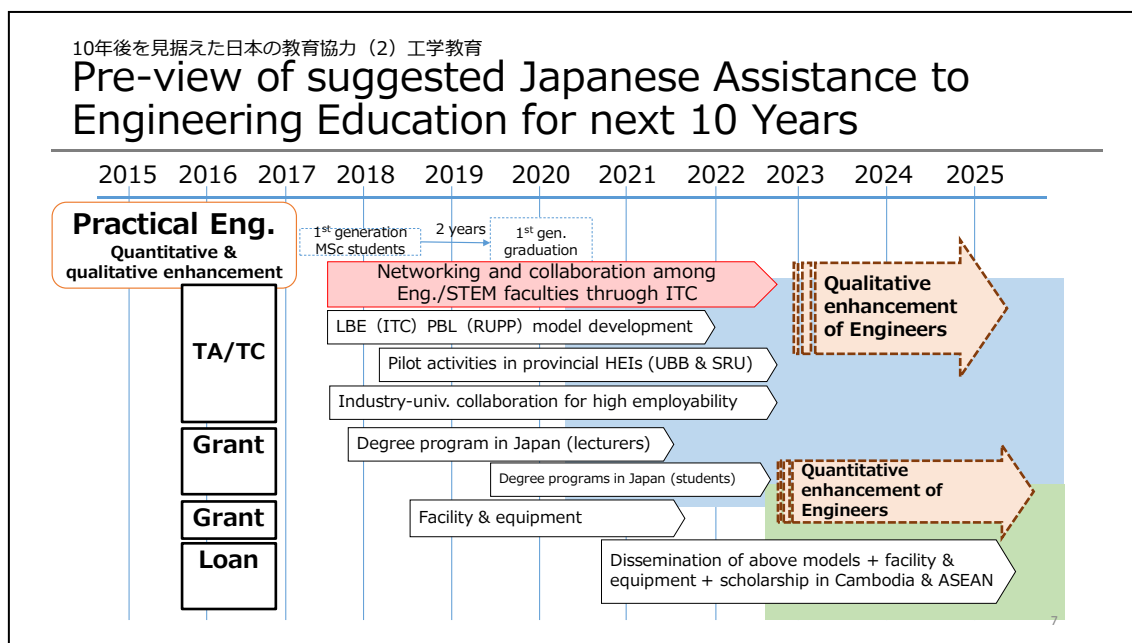 10年後を見据えた日本の教育協力（2）工学教育
Pre-view of suggested Japanese Assistance to
Engineering Education for next 10 Years
2015 2016 2017 2018 2019 2020 2021 2022 2023 2024 2025
Practical Eng.
Quantitative &
qualitative enhancement
1st generation
MSc students
2 years
1st gen.
graduation
Networking and collaboration among
Eng./STEM faculties thruogh ITC
Qualitative
enhancement
of Engineers
TA/TC
LBE（ITC）PBL（RUPP）model development
Pilot activities in provincial HEIs (UBB & SRU)
Industry-univ. collaboration for high employability
Grant
Degree program in Japan (lecturers)
Degree programs in Japan (students)
Quantitative
enhancement of
Engineers
Grant
Facility & equipment
Loan
Dissemination of above models + facility &
equipment + scholarship in Cambodia & ASEAN
7